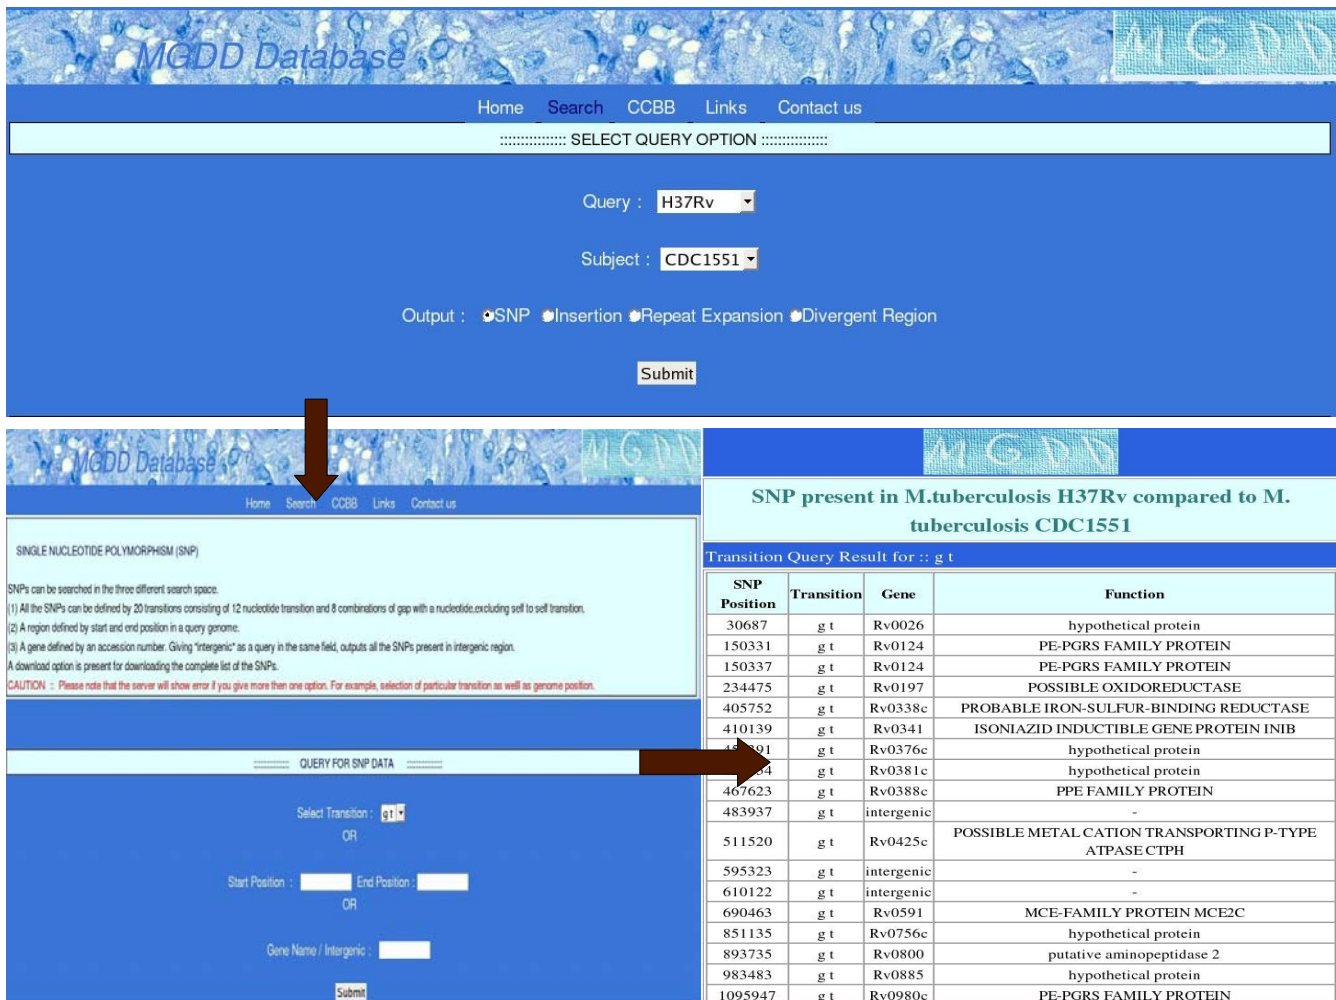 MGDD Database
MGDD
Home Search CCBB Links Contact us
:::::::::::::::: SELECT QUERY OPTION ::::::::::::::::
Query : H37Rv
Subject : CDC1551
Output : SNP Insertion Repeat Expansion Divergent Region
Submit
MGDD Database
MGDD
Home Search CCBB Links Contact us
SINGLE NUCLEOTIDE POLYMORPHISM (SNP)
SNPs can be searched in the three different search space.
(1) All the SNPs can be defined by 20 transitions consisting of 12 nucleotide transition and 8 combinations of gap with a nucleotide,excluding self to self transition.
(2) A region defined by start and end position in a query genome.
(3) A gene defined by an accession number. Giving "intergenic" as a query in the same field, outputs all the SNPs present in intergenic region.
A download option is present for downloading the complete list of the SNPs.
CAUTION : Please note that the server will show error if you give more then one option. For example, selection of particular transition as welll as genome position.
:::::::::::::::: QUERY FOR SNP DATA ::::::::::::::::
Select Transition : g t
OR
Start Position : End Position :
OR
Gene Name / Intergenic :
Submit
MGDD
SNP present in M.tuberculosis H37Rv compared to M.
tuberculosis CDC1551
Transition Query Result for :: g t
SNP Position Transition Gene Function
30687 g t Rv0026 hypothetical protein
150331 g t Rv0124 PE-PGRS FAMILY PROTEIN
150337 g t Rv0124 PE-PGRS FAMILY PROTEIN
234475 g t Rv0197 POSSIBLE OXIDOREDUCTASE
405752 g t Rv0338c PROBABLE IRON-SULFUR-BINDING REDUCTASE
410139 g t Rv0341 ISONIAZID INDUCTIBLE GENE PROTEIN INIB
g t Rv0376c hypothetical protein
g t Rv0381c hypothetical protein
467623 g t Rv0388c PPE FAMILY PROTEIN
483937 g t intergenic -
511520 g t Rv0425c POSSIBLE METAL CATION TRANSPORTING P-TYPE
ATPASE CTPH
595323 g t intergenic -
610122 g t intergenic -
690463 g t Rv0591 MCE-FAMILY PROTEIN MCE2C
851135 g t Rv0756c hypothetical protein
893735 g t Rv0800 putative aminopeptidase 2
983483 g t Rv0885 hypothetical protein
1095947 g t Rv0980c PE-PGRS FAMILY PROTEIN